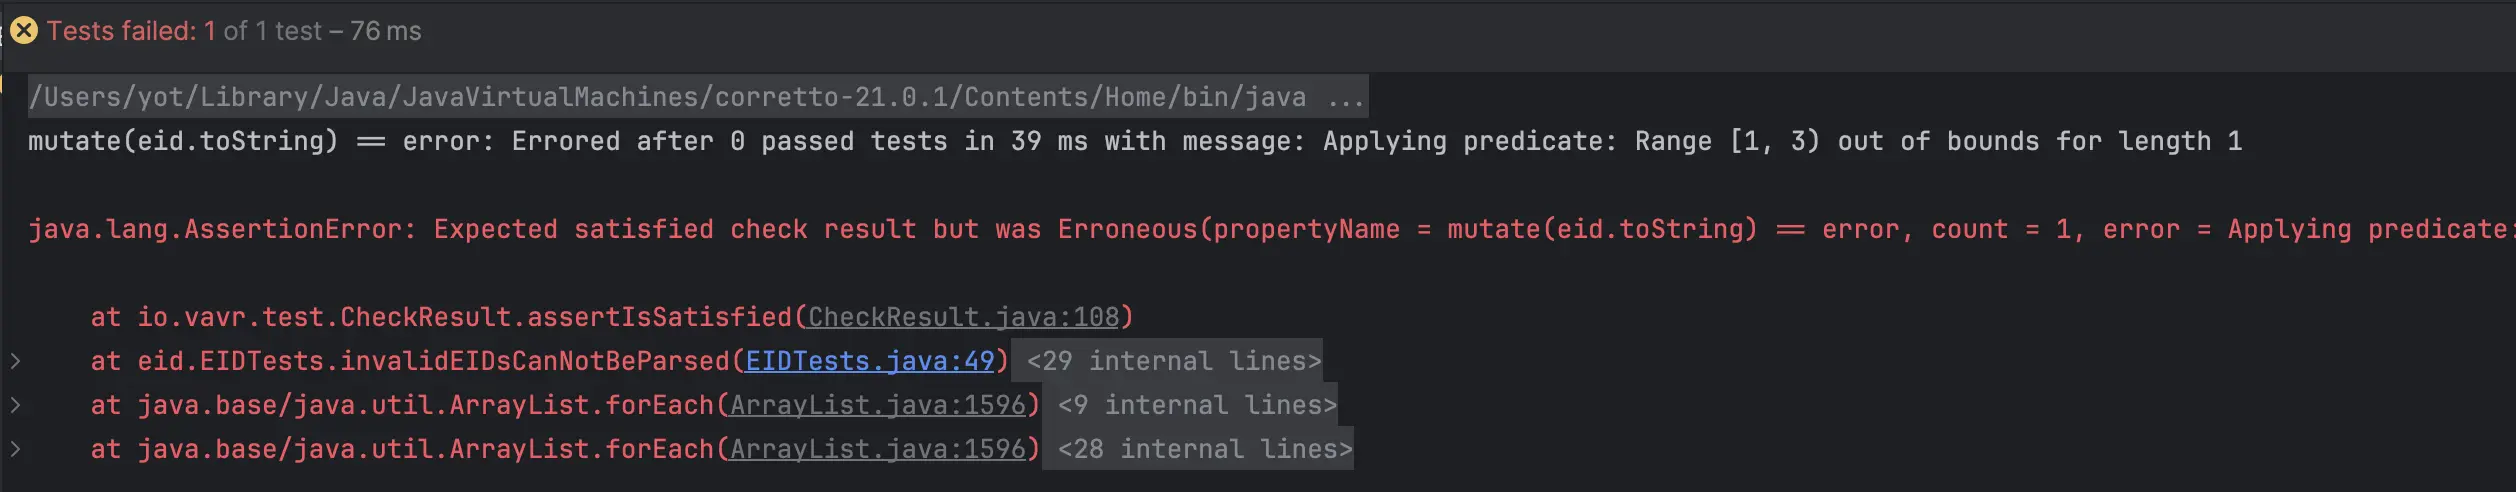 Tests failed: 1 of 1 test – 76 ms
/Users/yot/Library/Java/JavaVirtualMachines/corretto-21.0.1/Contents/Home/bin/java ...
mutate(eid.toString) == error: Errored after 0 passed tests in 39 ms with message: Applying predicate: Range [1, 3) out of bounds for length 1
java.lang.AssertionError: Expected satisfied check result but was Erroneous(propertyName = mutate(eid.toString) == error, count = 1, error = Applying predicate:
at io.vavr.test.CheckResult.assertIsSatisfied(CheckResult.java:108)
at eid.EIDTests.invalidEIDsCanNotBeParsed(EIDTests.java:49) <29 internal lines>
at java.base/java.util.ArrayList.forEach(ArrayList.java:1596) <9 internal lines>
at java.base/java.util.ArrayList.forEach(ArrayList.java:1596) <28 internal lines>